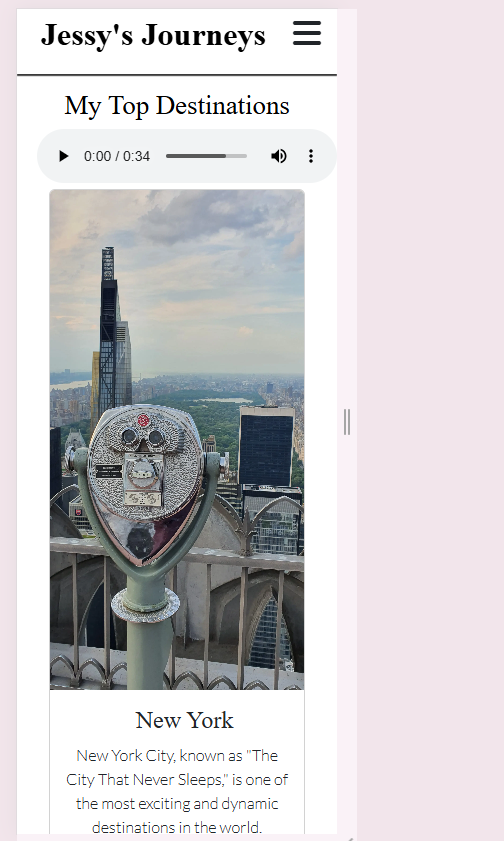 Jessy's Journeys
My Top Destinations
0:00 / 0:34
New York
New York City, known as "The
City That Never Sleeps," is one of
the most exciting and dynamic
destinations in the world.